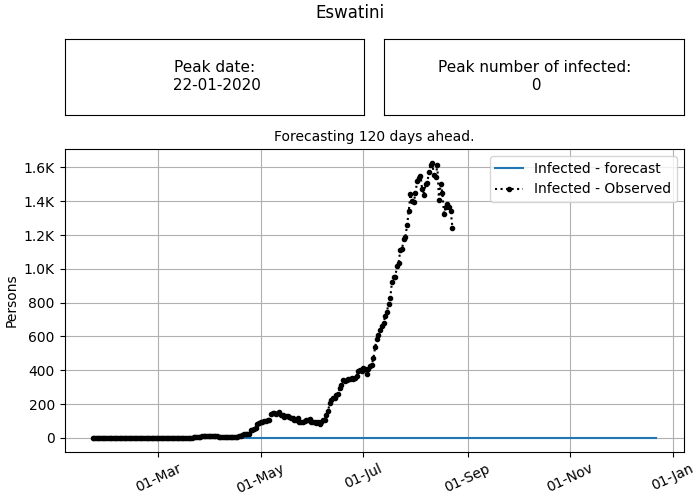 Eswatini
Peak date:
22-01-2020
Peak number of infected:
0
Forecasting 120 days ahead.
Infected - forecast
Infected - Observed
1.6K
1.4K
1.2K
1.0K
800
600
400
200
0
Persons
01-Mar
01-May
01-Jul
01-Sep
01-Nov
01-Jan